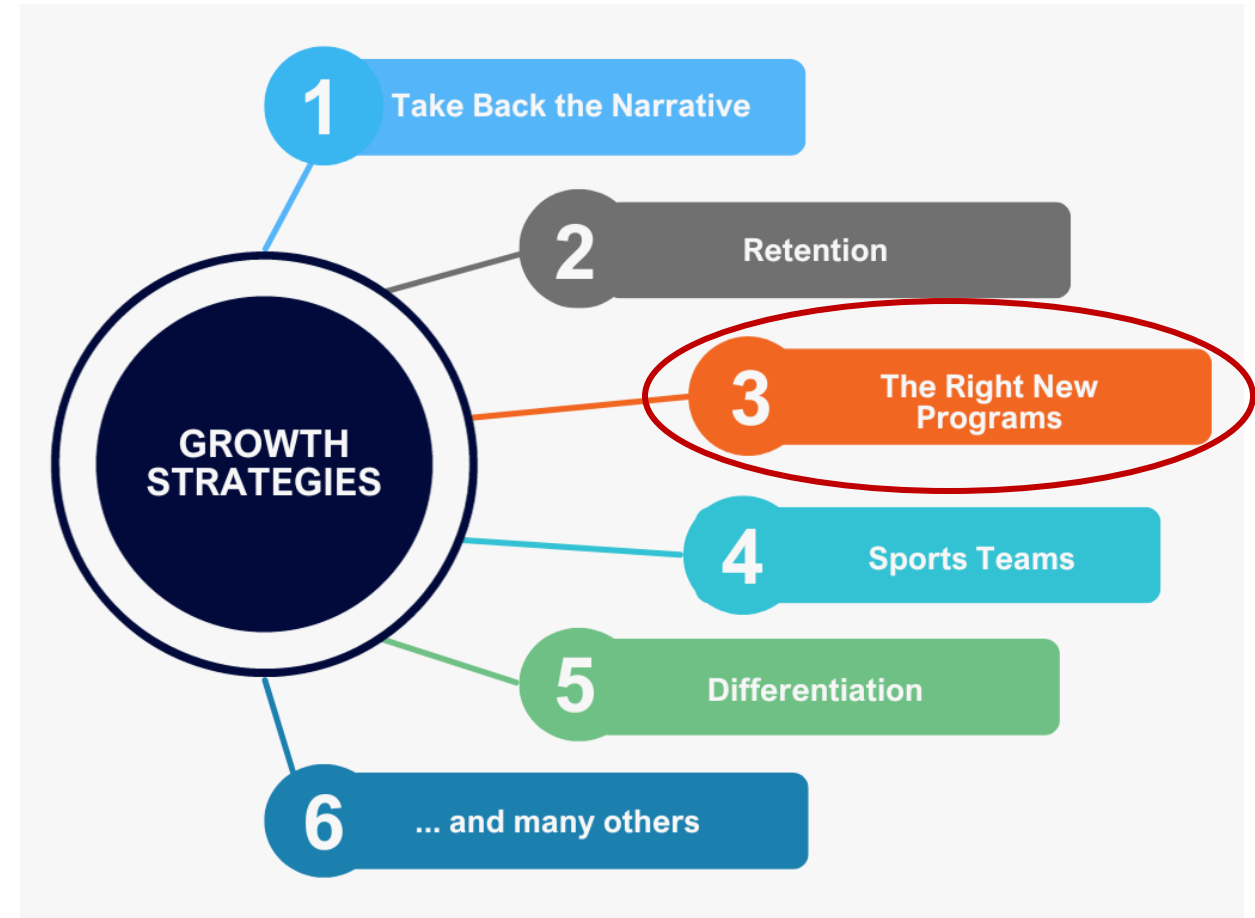 1
Take Back the Narrative
2
Retention
3
The Right New
Programs
GROWTH
STRATEGIES
4
Sports Teams
5
Differentiation
6
... and many others